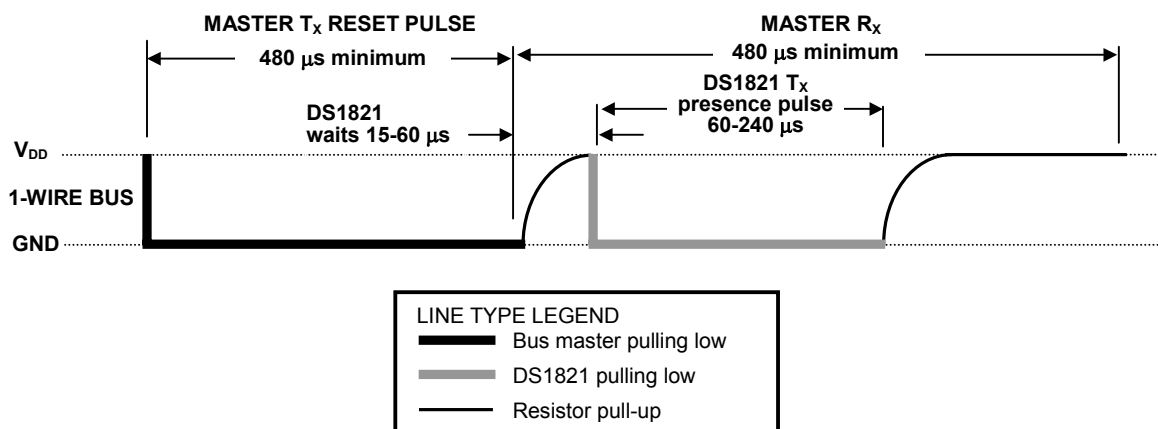 MASTER TX RESET PULSE
480 μs minimum
MASTER RX
480 μs minimum
DS1821
waits 15-60 μs
DS1821 TX
presence pulse
60-240 μs
VDD
1-WIRE BUS
GND
LINE TYPE LEGEND
Bus master pulling low
DS1821 pulling low
Resistor pull-up